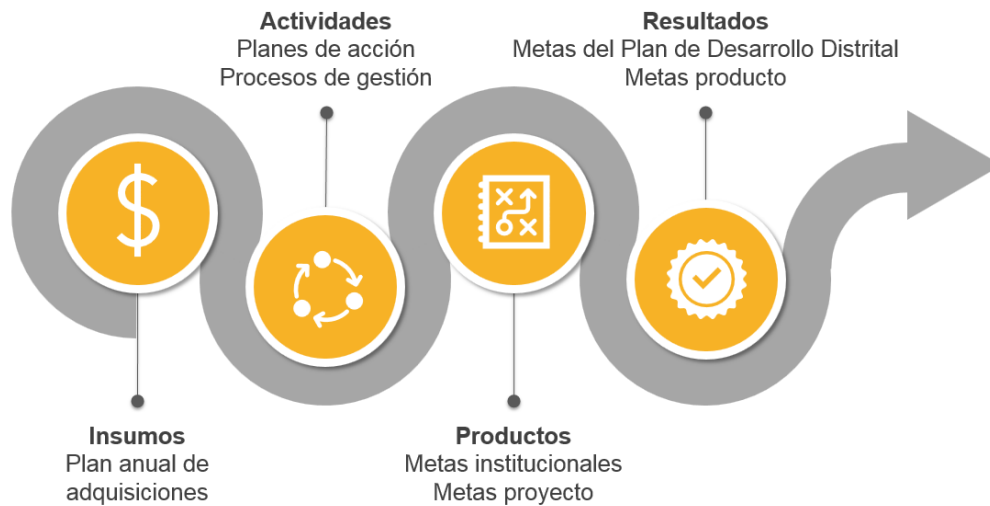 Actividades
Planes de acción
Procesos de gestión
Resultados
Metas del Plan de Desarrollo Distrital
Metas producto
Insumos
Plan anual de
adquisiciones
Productos
Metas institucionales
Metas proyecto